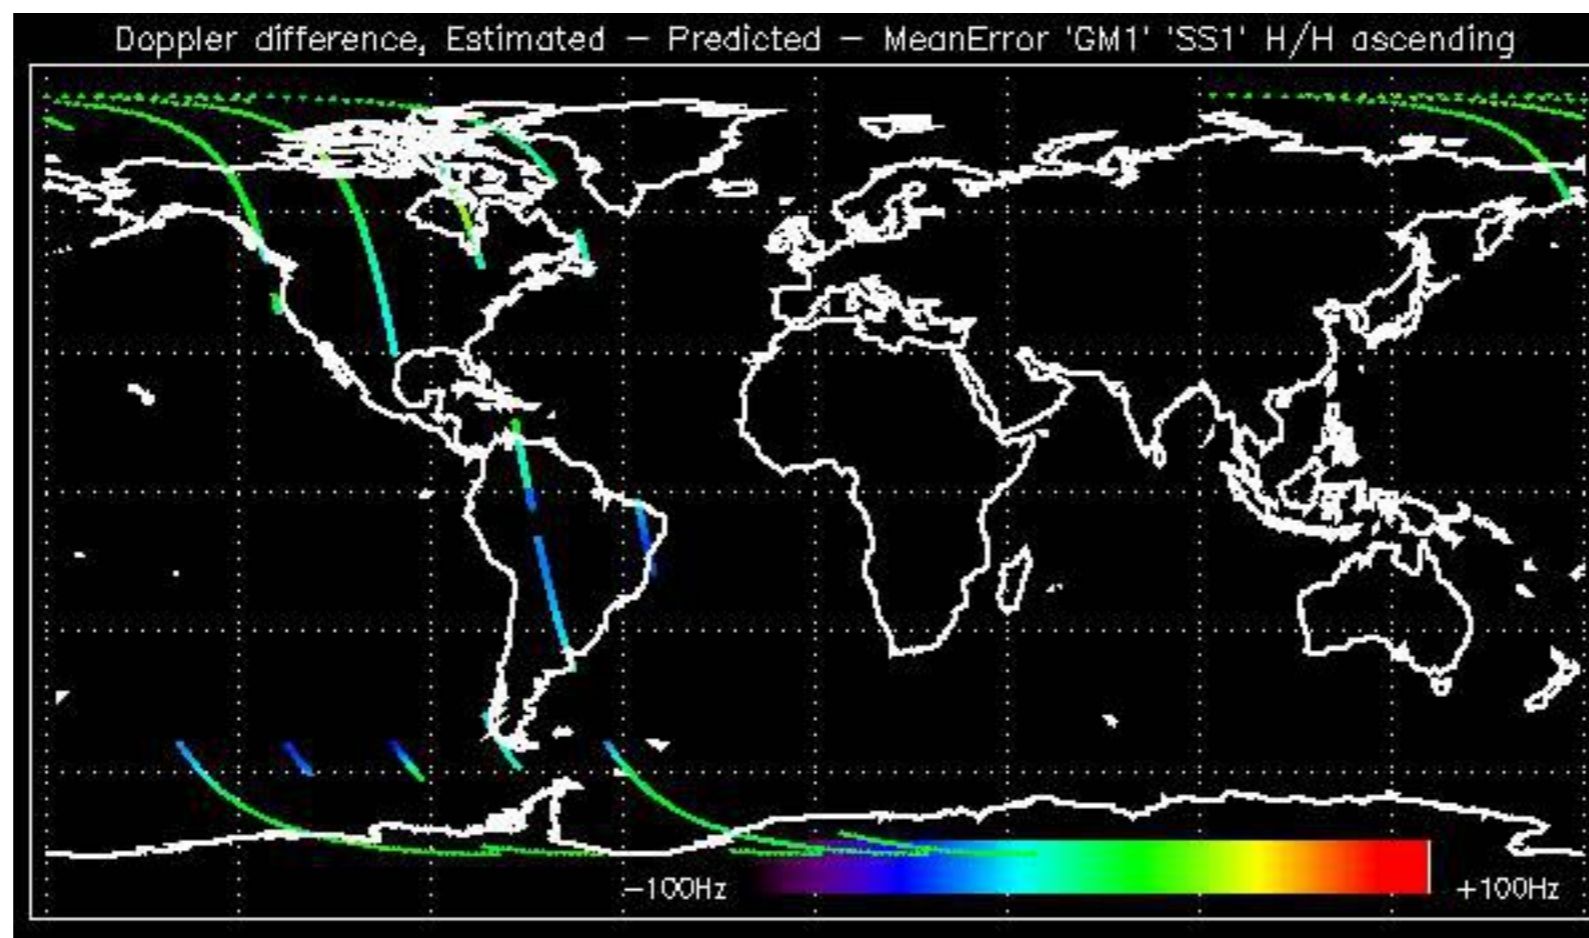 Doppler difference, Estimated — Predicted — MeanError 'GM1' 'SS1' H/H ascending
—100Hz
+100Hz